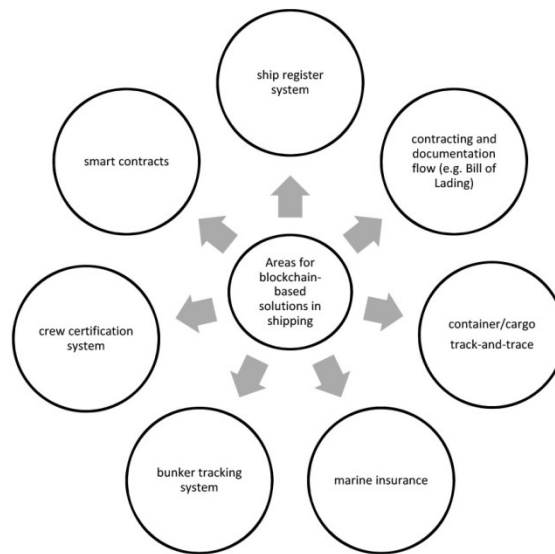 ship register
system
contracting and
documentation
flow (e.g. Bill of
Lading)
container/cargo
track-and-trace
marine insurance
bunker tracking
system
crew certification
system
smart contracts
Areas for
blockchain-
based
solutions in
shipping